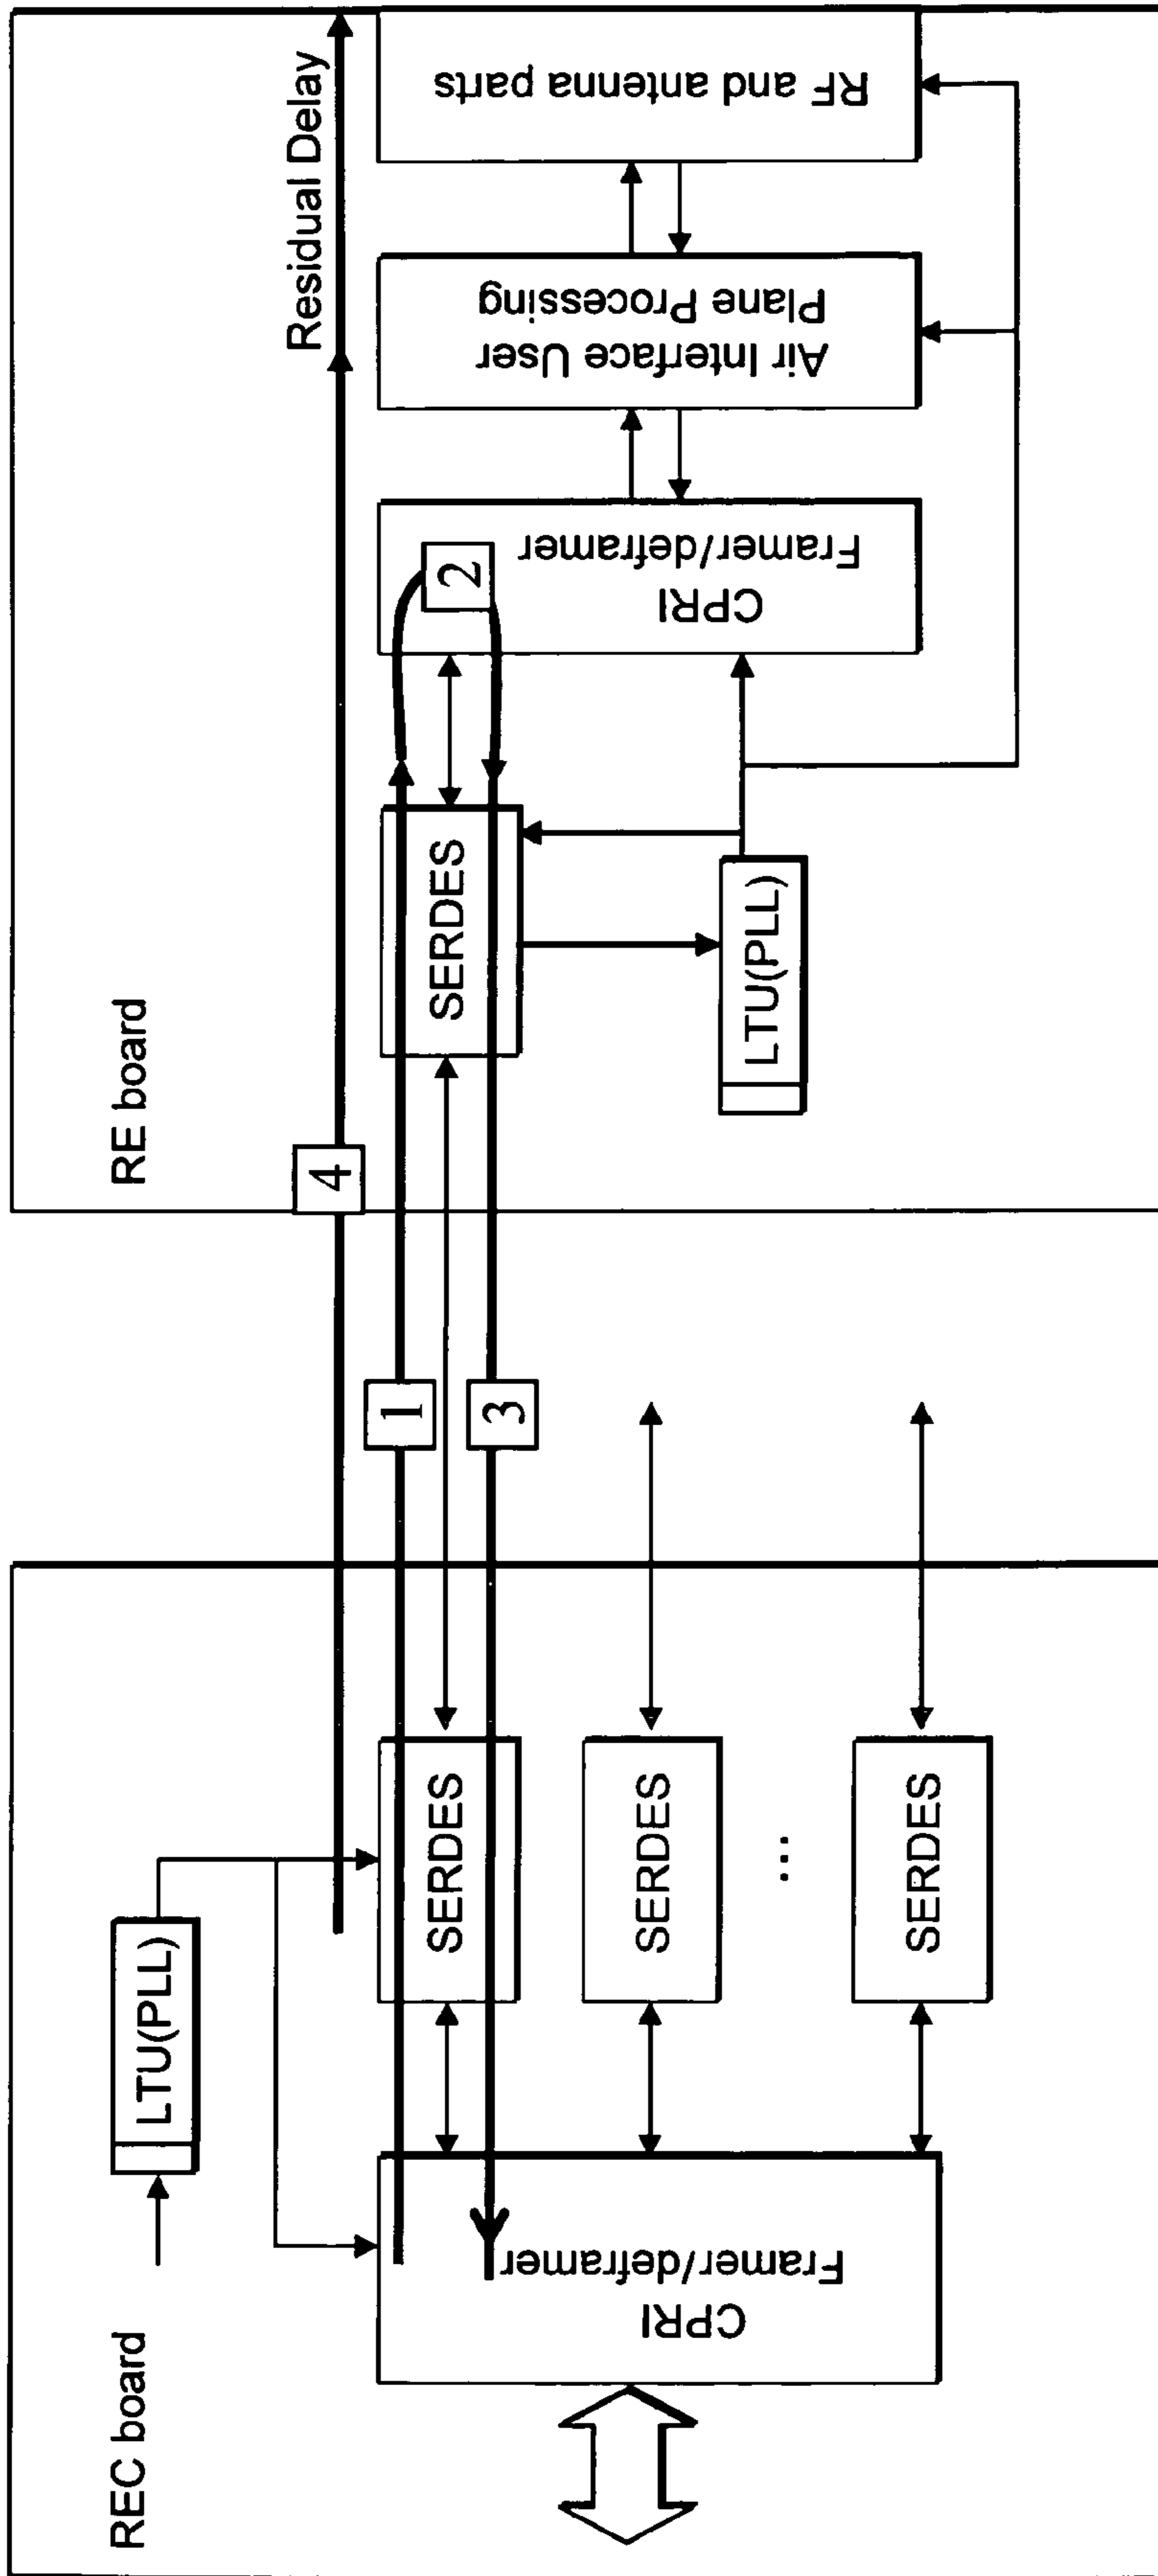 REC board
LTU(PLL)
CPRI
Framer/deframer
SERDES
SERDES
...
SERDES
1
3
4
RE board
Residual Delay
SERDES
LTU(PLL)
2
CPRI
Framer/deframer
Air Interface User
Plane Processing
RF and antenna parts